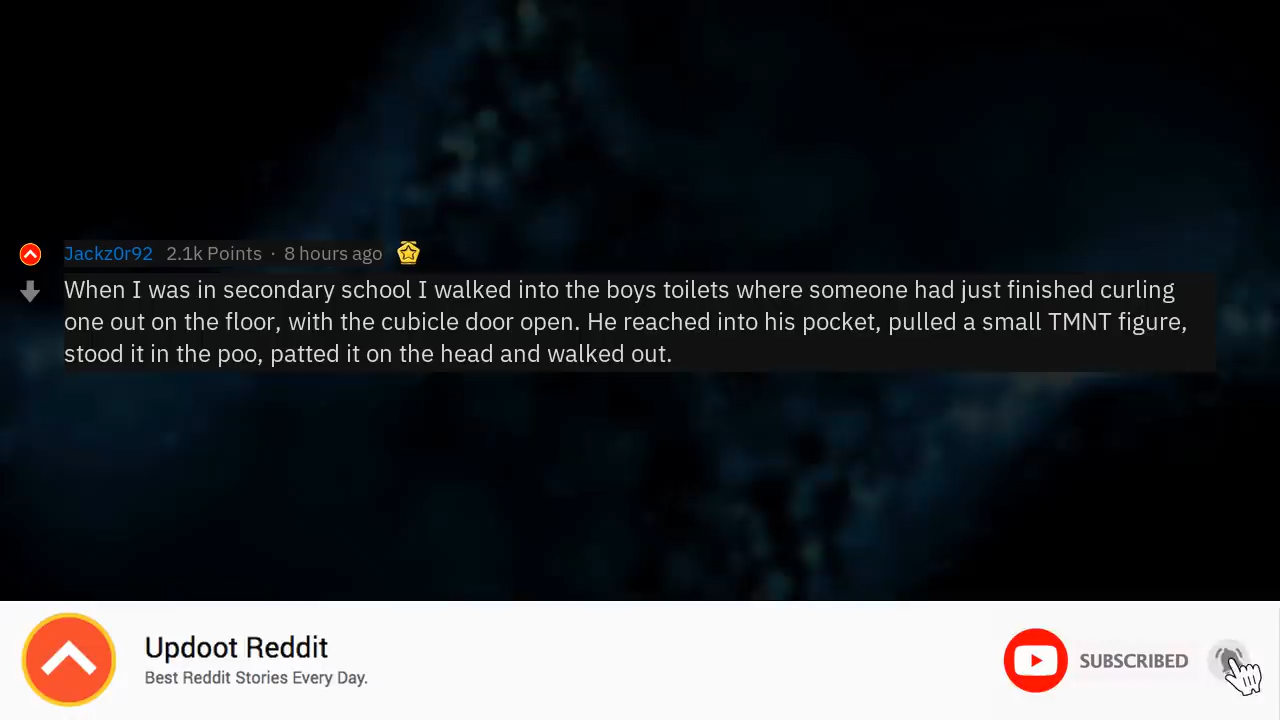 Jackz0r92 2.1k Points · 8 hours ago
When I was in secondary school I walked into the boys toilets where someone had just finished curling
one out on the floor, with the cubicle door open. He reached into his pocket, pulled a small TMNT figure,
stood it in the poo, patted it on the head and walked out.
Updoot Reddit
Best Reddit Stories Every Day.
SUBSCRIBED